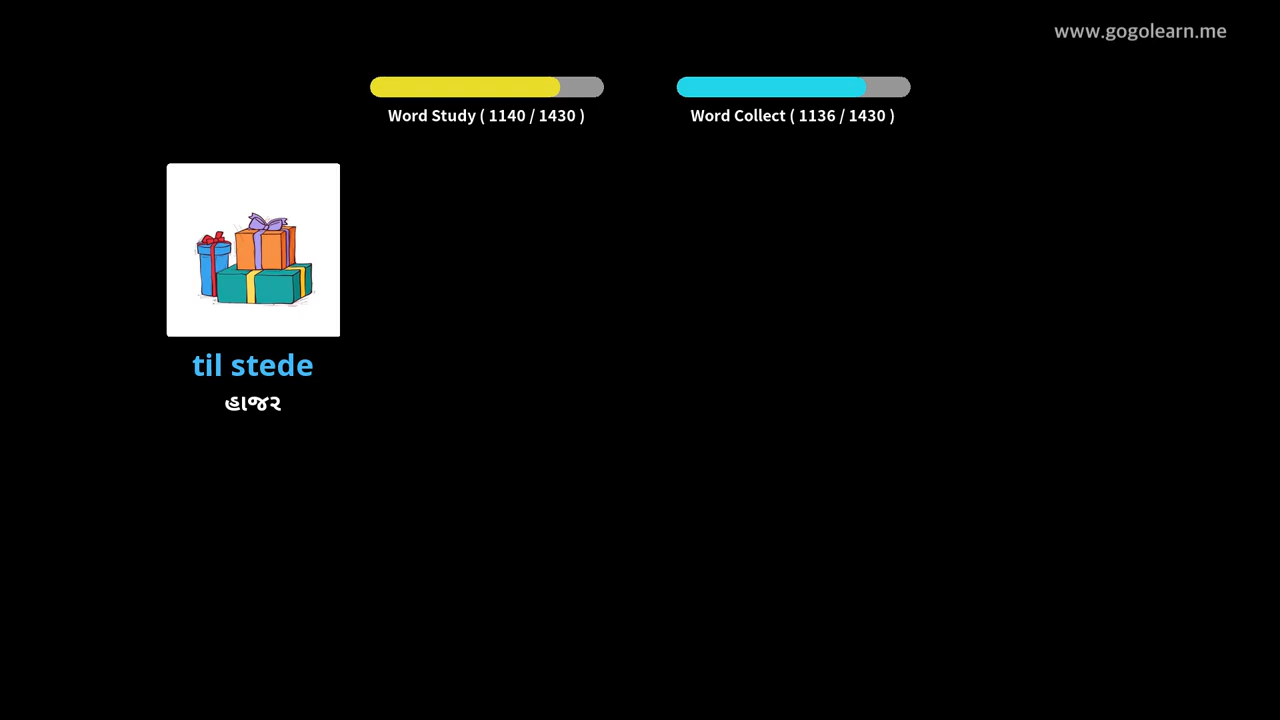 www.gogolearn.me
Word Study ( 1140 / 1430 )
Word Collect ( 1136 / 1430 )
til stede
હાજર